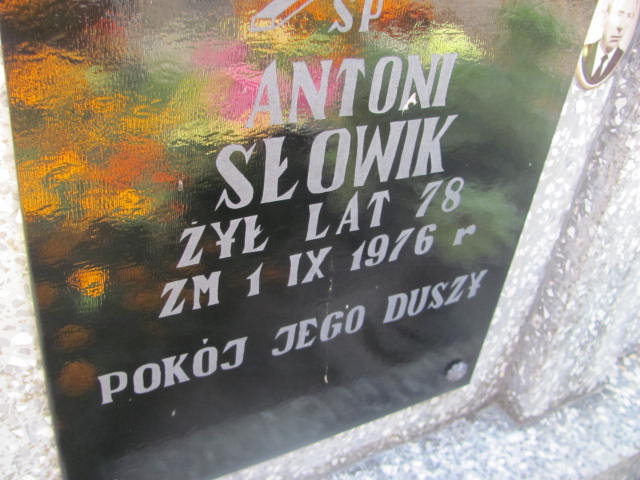 ŚP
ANTONI
SŁOWIK
ŻYŁ LAT 78
ZM 1 IX 1976 r
POKÓJ JEGO DUSZY